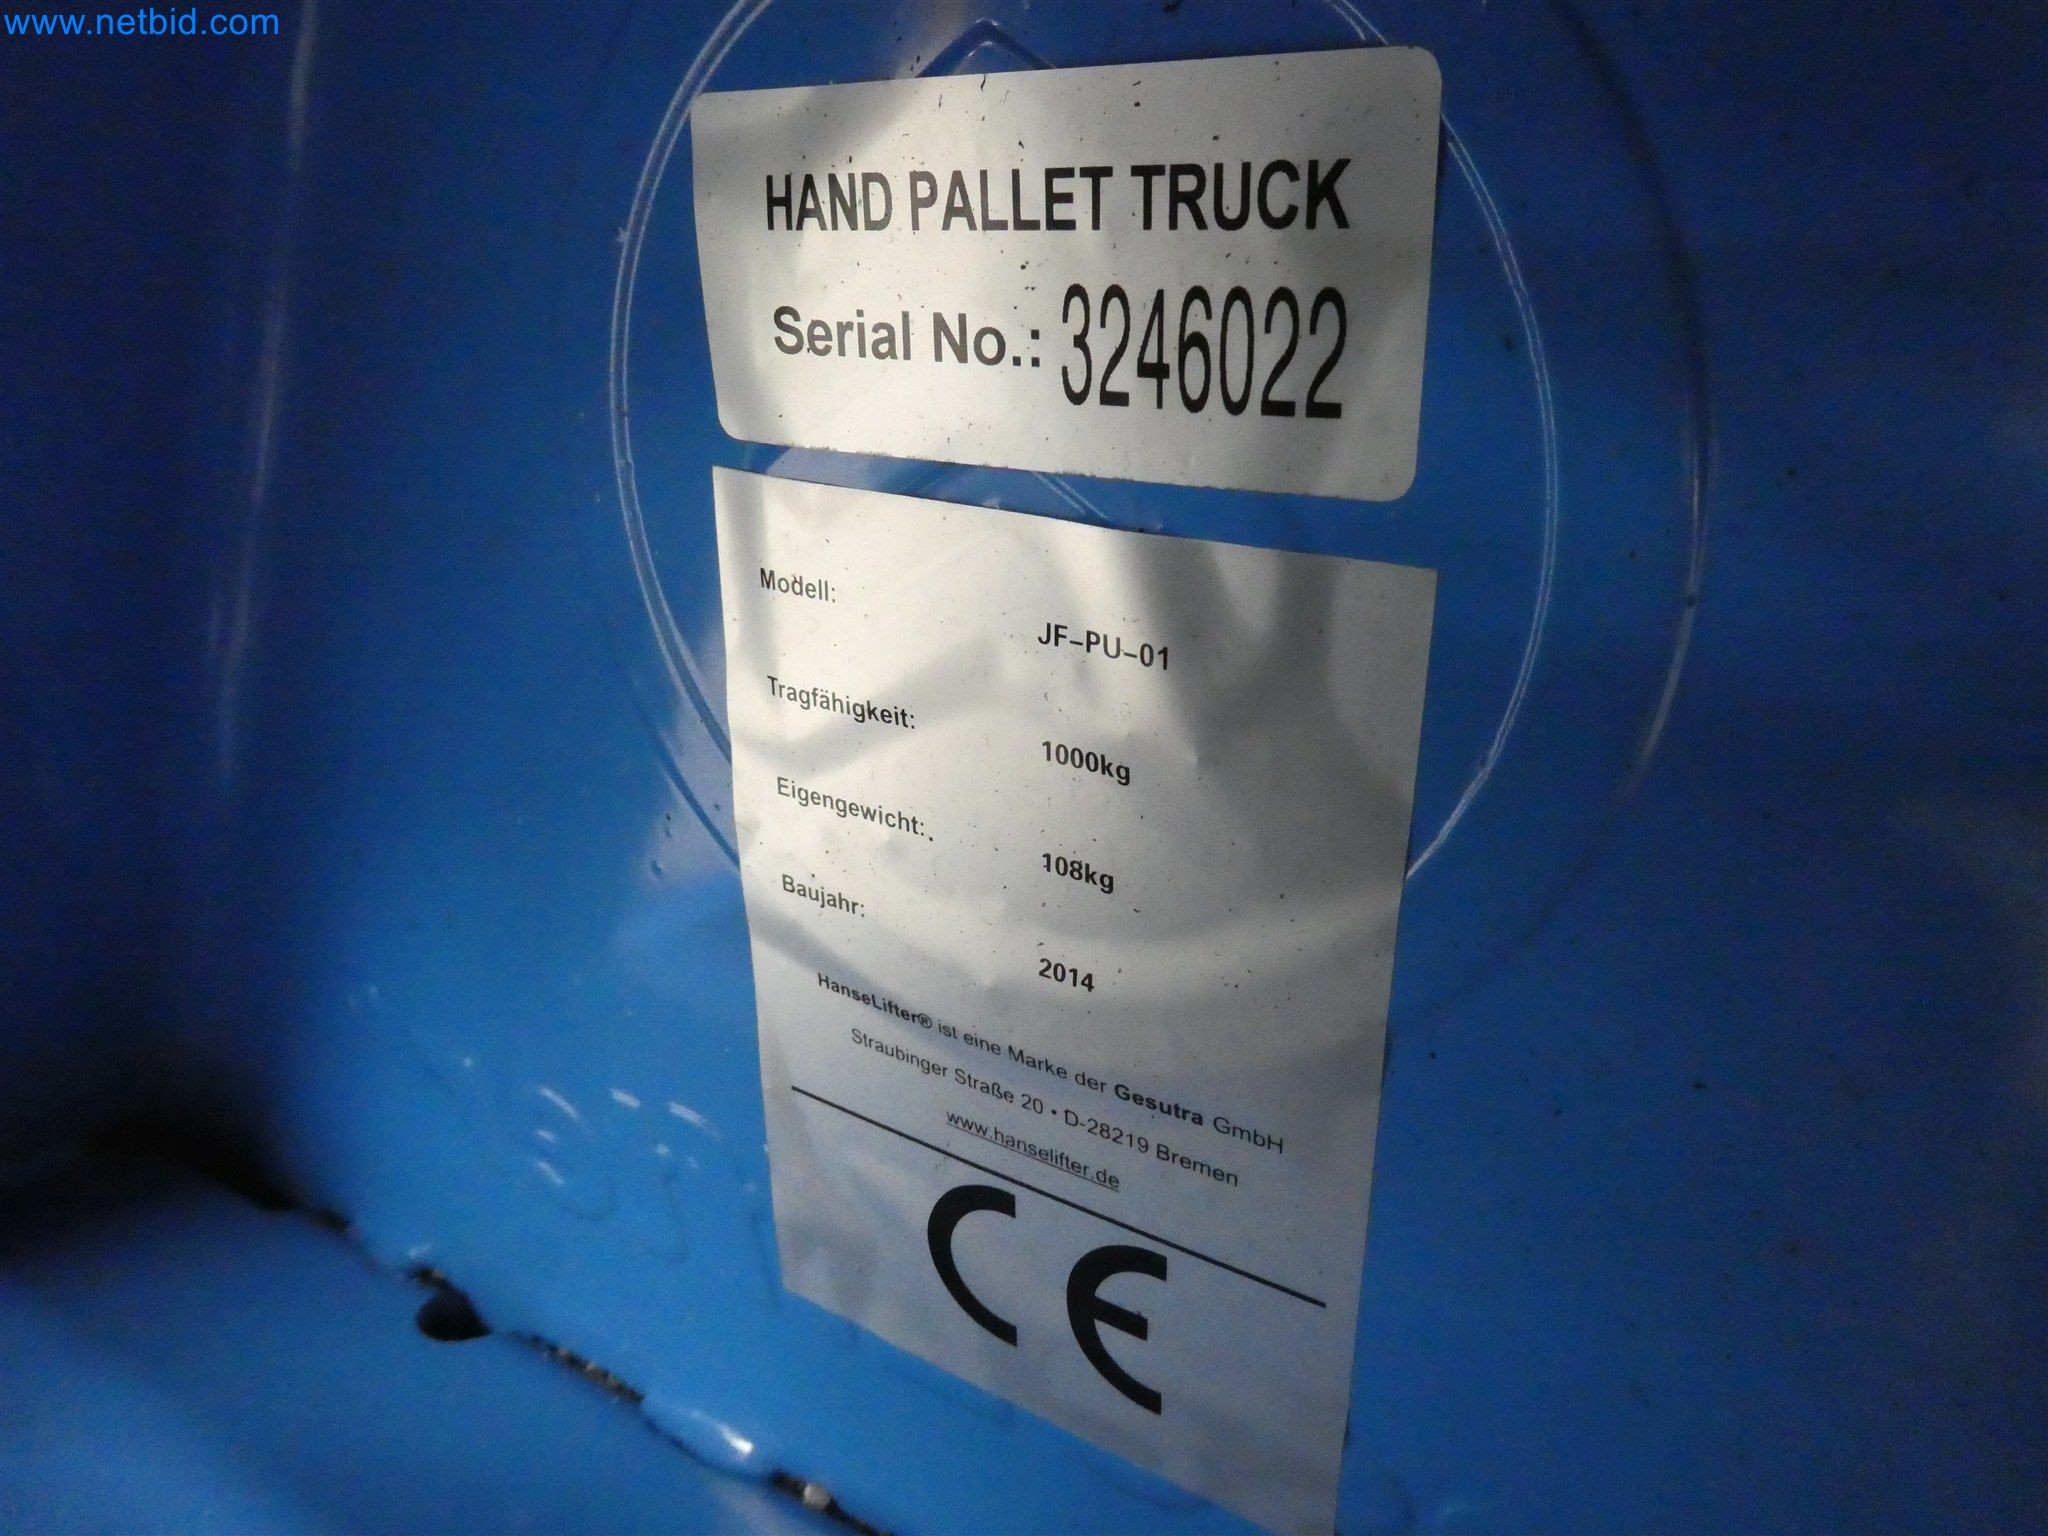 www.netbid.com
HAND PALLET TRUCK
Serial No.: 3246022
Modell:
JF-PU-01
Tragfähigkeit:
1000kg
Eigengewicht:
108kg
Baujahr:
2014
HanseLifter® ist eine Marke der Gesutra GmbH
Straubinger Straße 20 • D-28219 Bremen
www.hanselifter.de
CE